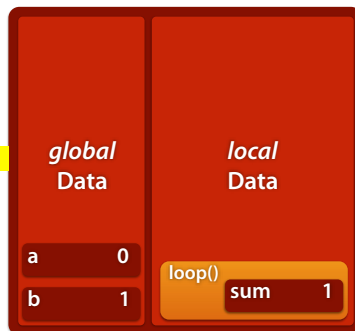 global
Data
local
Data
a 0
b 1
loop()
sum 1